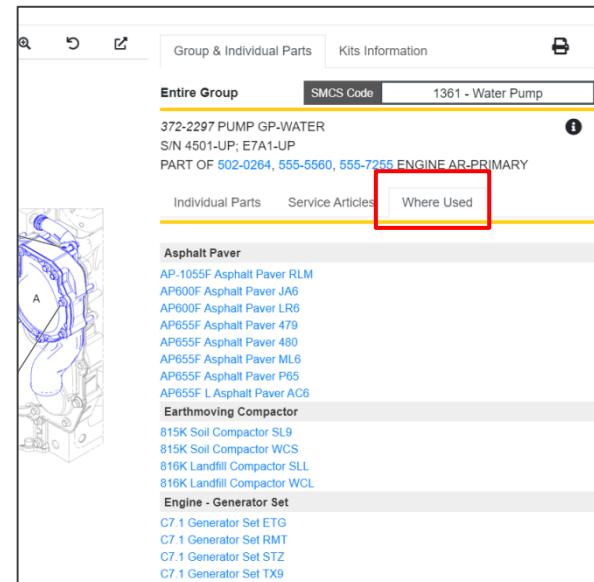 Group & Individual Parts
Kits Information
Entire Group
SMCS Code
1361 - Water Pump
372-2297 PUMP GP-WATER
S/N 4501-UP; E7A1-UP
PART OF 502-0264, 555-5560, 555-7255 ENGINE AR-PRIMARY
Individual Parts
Service Articles
Where Used
A
Asphalt Paver
AP-1055F Asphalt Paver RLM
AP600F Asphalt Paver JA6
AP600F Asphalt Paver LR6
AP655F Asphalt Paver 479
AP655F Asphalt Paver 480
AP655F Asphalt Paver ML6
AP655F Asphalt Paver P65
AP655F L Asphalt Paver AC6
Earthmoving Compactor
815K Soil Compactor SL9
815K Soil Compactor WCS
816K Landfill Compactor SLL
816K Landfill Compactor WCL
Engine - Generator Set
C7.1 Generator Set ETG
C7.1 Generator Set RMT
C7.1 Generator Set STZ
C7.1 Generator Set TX9